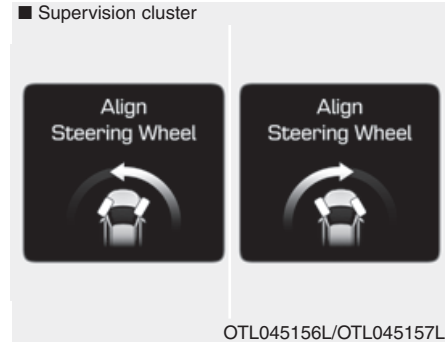 ■ Supervision cluster
Align
Steering Wheel
Align
Steering Wheel
OTL045156L/OTL045157L